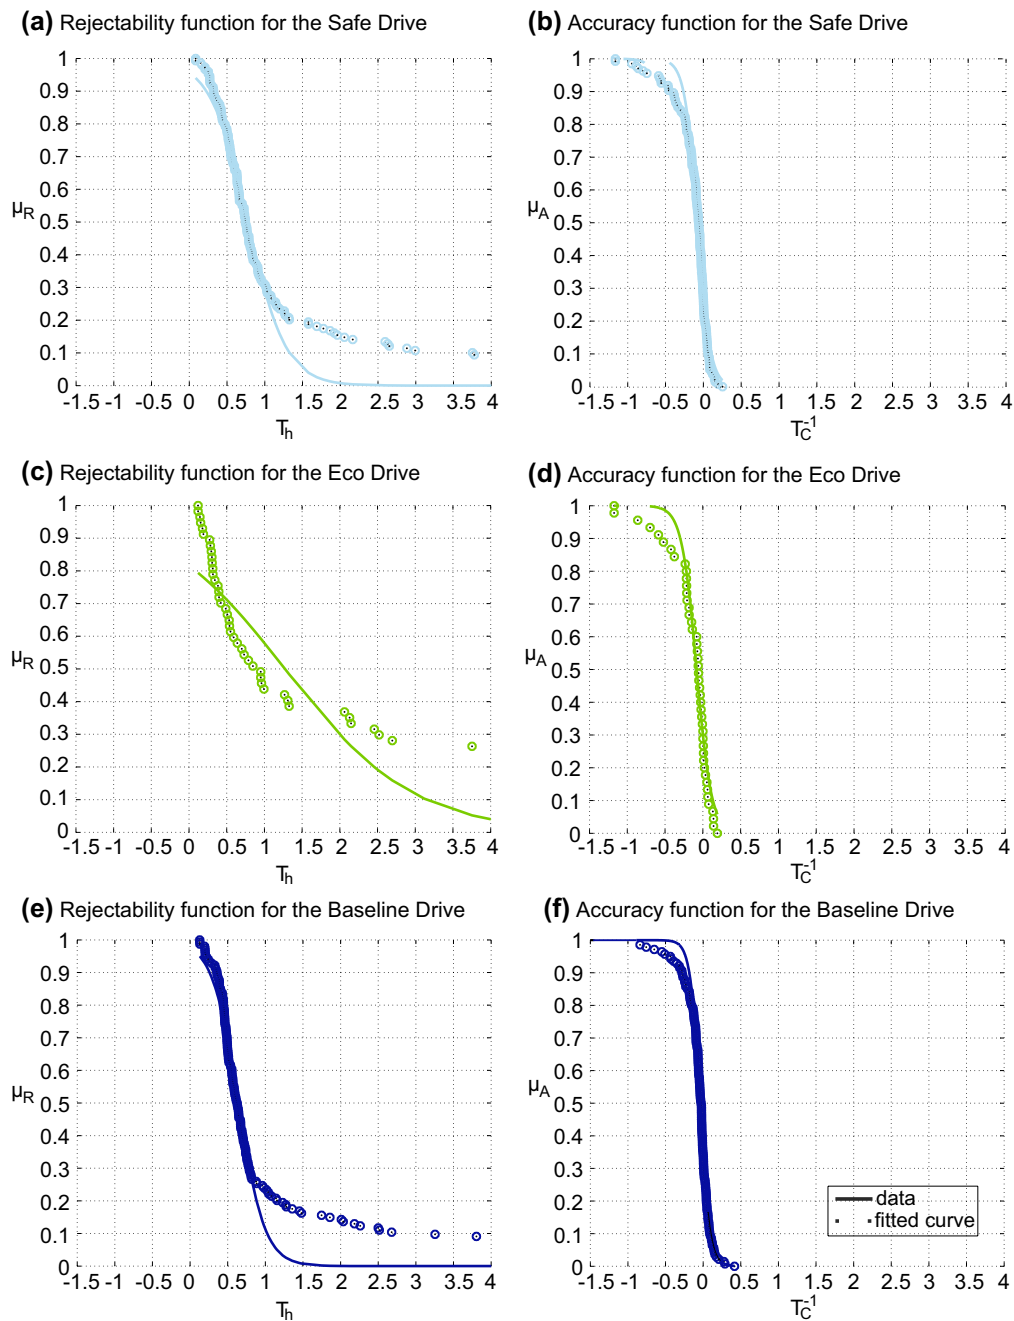 (a) Rejectability function for the Safe Drive
(b) Accuracy function for the Safe Drive
1
0.9
0.8
0.7
0.6
0.5
0.4
0.3
0.2
0.1
0
μR
-1.5 -1 -0.5 0 0.5 1 1.5 2 2.5 3 3.5 4
Th
1
0.9
0.8
0.7
0.6
0.5
0.4
0.3
0.2
0.1
0
μA
-1.5 -1 -0.5 0 0.5 1 1.5 2 2.5 3 3.5 4
TC-1
(c) Rejectability function for the Eco Drive
(d) Accuracy function for the Eco Drive
1
0.9
0.8
0.7
0.6
0.5
0.4
0.3
0.2
0.1
0
μR
-1.5 -1 -0.5 0 0.5 1 1.5 2 2.5 3 3.5 4
Th
1
0.9
0.8
0.7
0.6
0.5
0.4
0.3
0.2
0.1
0
μA
-1.5 -1 -0.5 0 0.5 1 1.5 2 2.5 3 3.5 4
TC-1
(e) Rejectability function for the Baseline Drive
(f) Accuracy function for the Baseline Drive
1
0.9
0.8
0.7
0.6
0.5
0.4
0.3
0.2
0.1
0
μR
-1.5 -1 -0.5 0 0.5 1 1.5 2 2.5 3 3.5 4
Th
1
0.9
0.8
0.7
0.6
0.5
0.4
0.3
0.2
0.1
0
μA
data
fitted curve
-1.5 -1 -0.5 0 0.5 1 1.5 2 2.5 3 3.5 4
TC-1